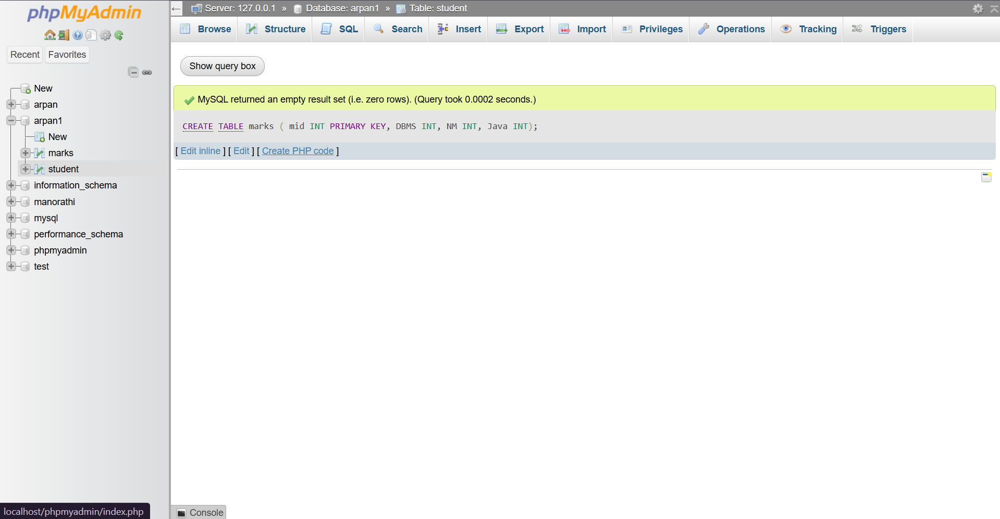 phpMyAdmin
Recent Favorites
New
arpan
arpan1
New
marks
student
information_schema
manorathi
mysql
performance_schema
phpmyadmin
test
localhost/phpmyadmin/index.php
Server: 127.0.0.1 » Database: arpan1 » Table: student
Browse Structure SQL Search Insert Export Import Privileges Operations Tracking Triggers
Show query box
MySQL returned an empty result set (i.e. zero rows). (Query took 0.0002 seconds.)
CREATE TABLE marks ( mid INT PRIMARY KEY, DBMS INT, NM INT, Java INT);
[ Edit inline ] [ Edit ] [ Create PHP code ]
Console